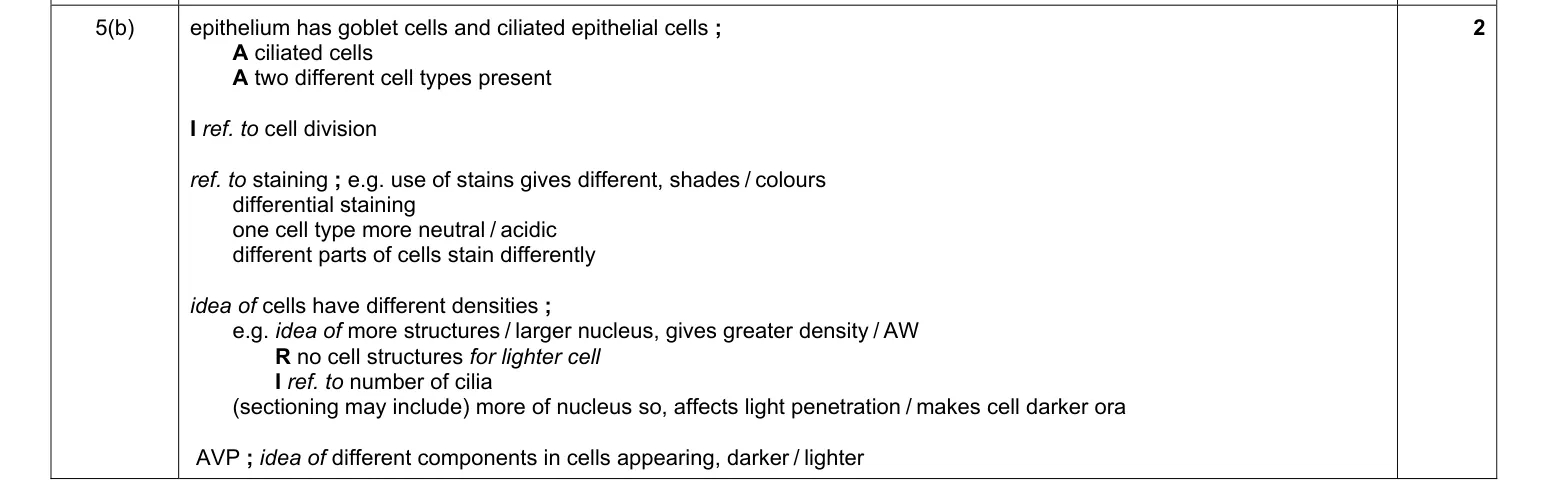 5(b) epithelium has goblet cells and ciliated epithelial cells ; 2
A ciliated cells
A two different cell types present
I ref. to cell division
ref. to staining ; e.g. use of stains gives different, shades / colours
differential staining
one cell type more neutral / acidic
different parts of cells stain differently
idea of cells have different densities ;
e.g. idea of more structures / larger nucleus, gives greater density / AW
R no cell structures for lighter cell
I ref. to number of cilia
(sectioning may include) more of nucleus so, affects light penetration / makes cell darker ora
AVP ; idea of different components in cells appearing, darker / lighter